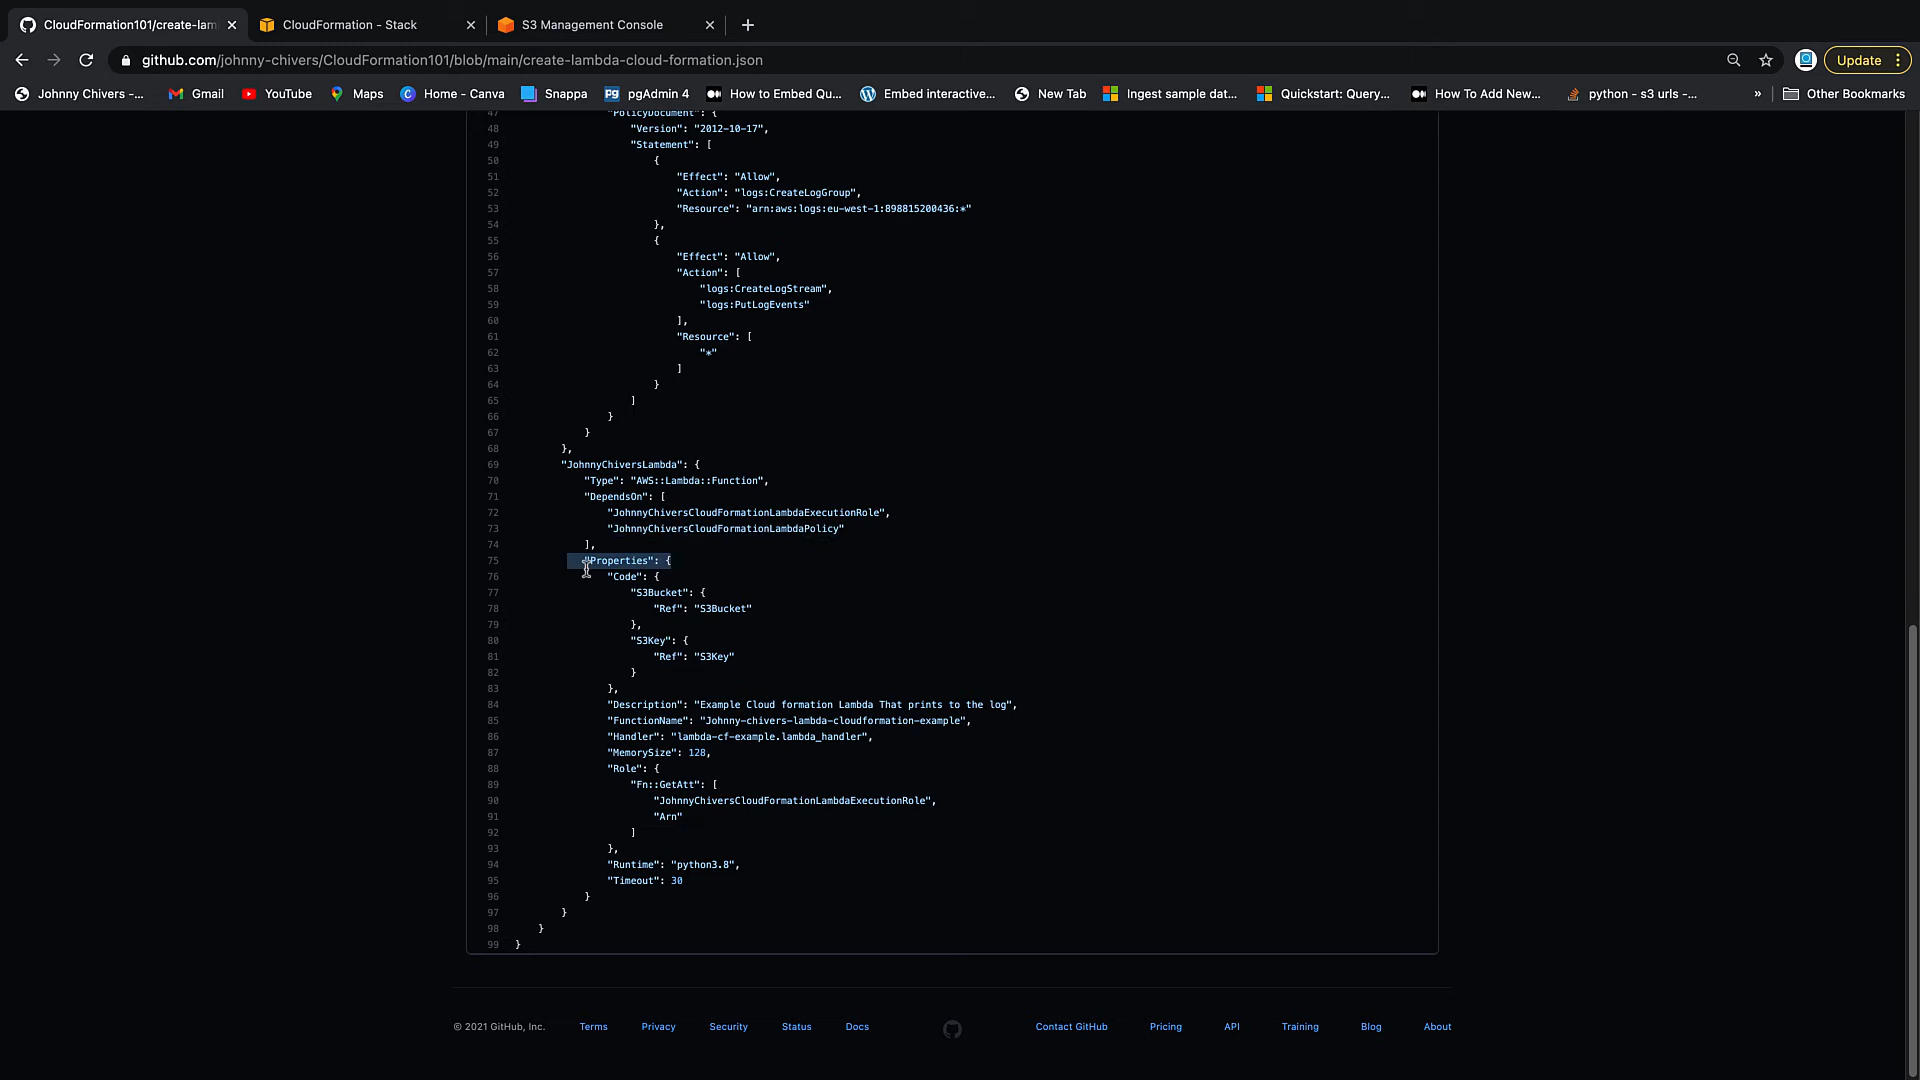 CloudFormation101/create-lam
CloudFormation - Stack
S3 Management Console
github.com/johnny-chivers/CloudFormation101/blob/main/create-lambda-cloud-formation.json
Update
Johnny Chivers -...
Gmail
YouTube
Maps
Home - Canva
Snappa
pgAdmin 4
How to Embed Qu...
Embed interactive...
New Tab
Ingest sample dat...
Quickstart: Query...
How To Add New...
python - s3 urls -...
»
Other Bookmarks
47 "PolicyDocument": {
48 "Version": "2012-10-17",
49 "Statement": [
50 {
51 "Effect": "Allow",
52 "Action": "logs:CreateLogGroup",
53 "Resource": "arn:aws:logs:eu-west-1:898815200436:*"
54 },
55 {
56 "Effect": "Allow",
57 "Action": [
58 "logs:CreateLogStream",
59 "logs:PutLogEvents"
60 ],
61 "Resource": [
62 "*"
63 ]
64 }
65 ]
66 }
67 }
68 },
69 "JohnnyChiversLambda": {
70 "Type": "AWS::Lambda::Function",
71 "DependsOn": [
72 "JohnnyChiversCloudFormationLambdaExecutionRole",
73 "JohnnyChiversCloudFormationLambdaPolicy"
74 ],
75 "Properties": {
76 "Code": {
77 "S3Bucket": {
78 "Ref": "S3Bucket"
79 },
80 "S3Key": {
81 "Ref": "S3Key"
82 }
83 },
84 "Description": "Example Cloud formation Lambda That prints to the log",
85 "FunctionName": "Johnny-chivers-lambda-cloudformation-example",
86 "Handler": "lambda-cf-example.lambda_handler",
87 "MemorySize": 128,
88 "Role": {
89 "Fn::GetAtt": [
90 "JohnnyChiversCloudFormationLambdaExecutionRole",
91 "Arn"
92 ]
93 },
94 "Runtime": "python3.8",
95 "Timeout": 30
96 }
97 }
98 }
99 }
© 2021 GitHub, Inc. Terms Privacy Security Status Docs Contact GitHub Pricing API Training Blog About